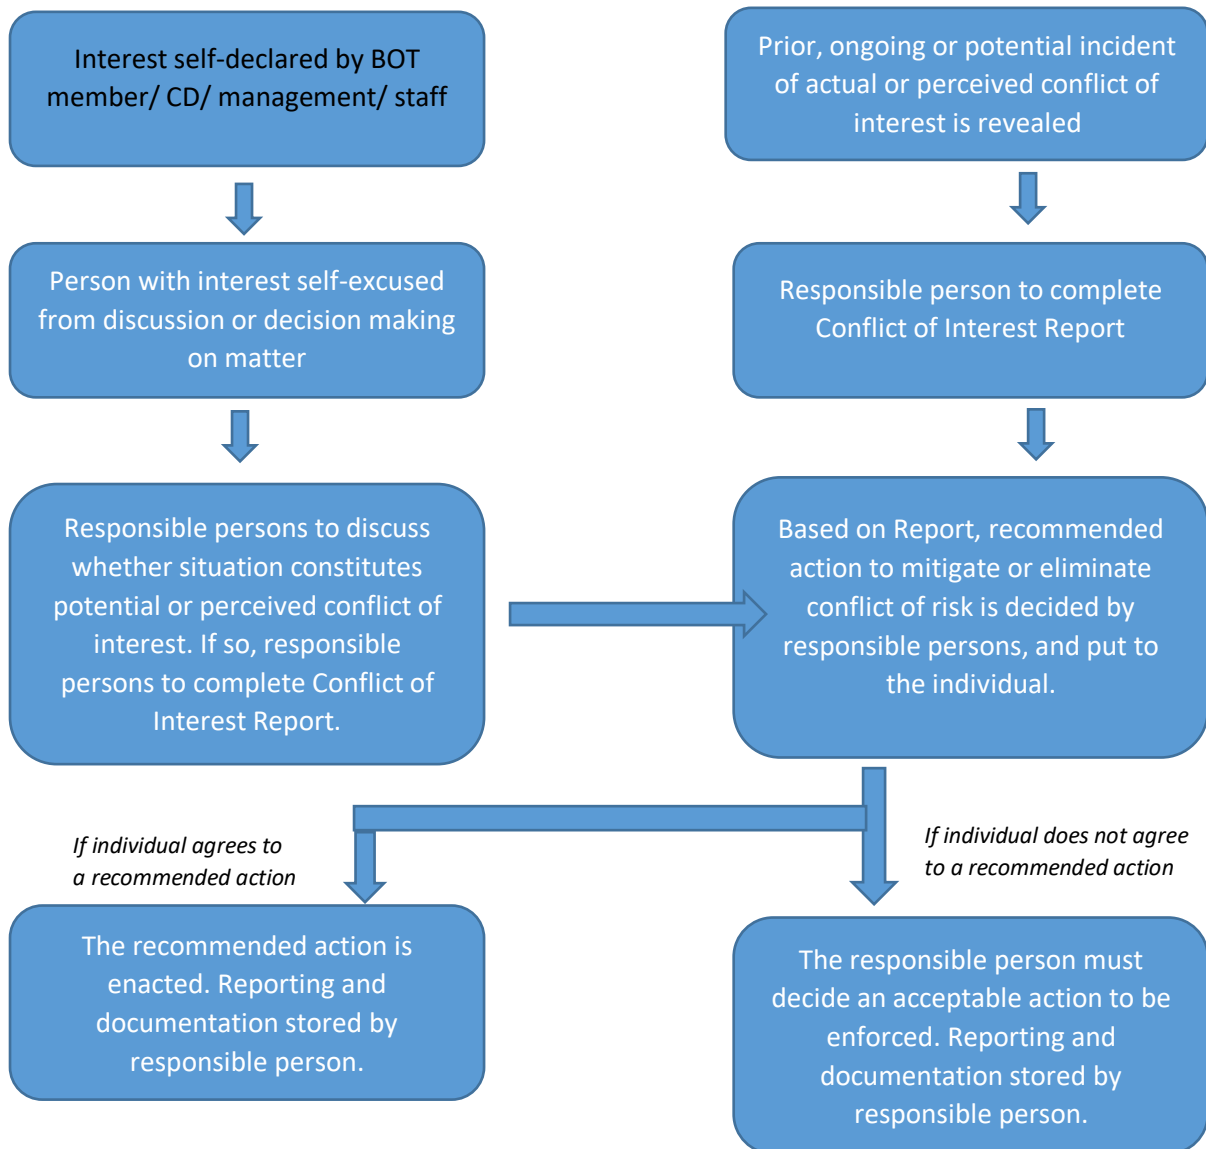 Interest self-declared by BOT
member/ CD/ management/ staff
Prior, ongoing or potential incident
of actual or perceived conflict of
interest is revealed
Person with interest self-excused
from discussion or decision making
on matter
Responsible person to complete
Conflict of Interest Report
Responsible persons to discuss
whether situation constitutes
potential or perceived conflict of
interest. If so, responsible
persons to complete Conflict of
Interest Report.
Based on Report, recommended
action to mitigate or eliminate
conflict of risk is decided by
responsible persons, and put to
the individual.
If individual agrees to
a recommended action
If individual does not agree
to a recommended action
The recommended action is
enacted. Reporting and
documentation stored by
responsible person.
The responsible person must
decide an acceptable action to be
enforced. Reporting and
documentation stored by
responsible person.